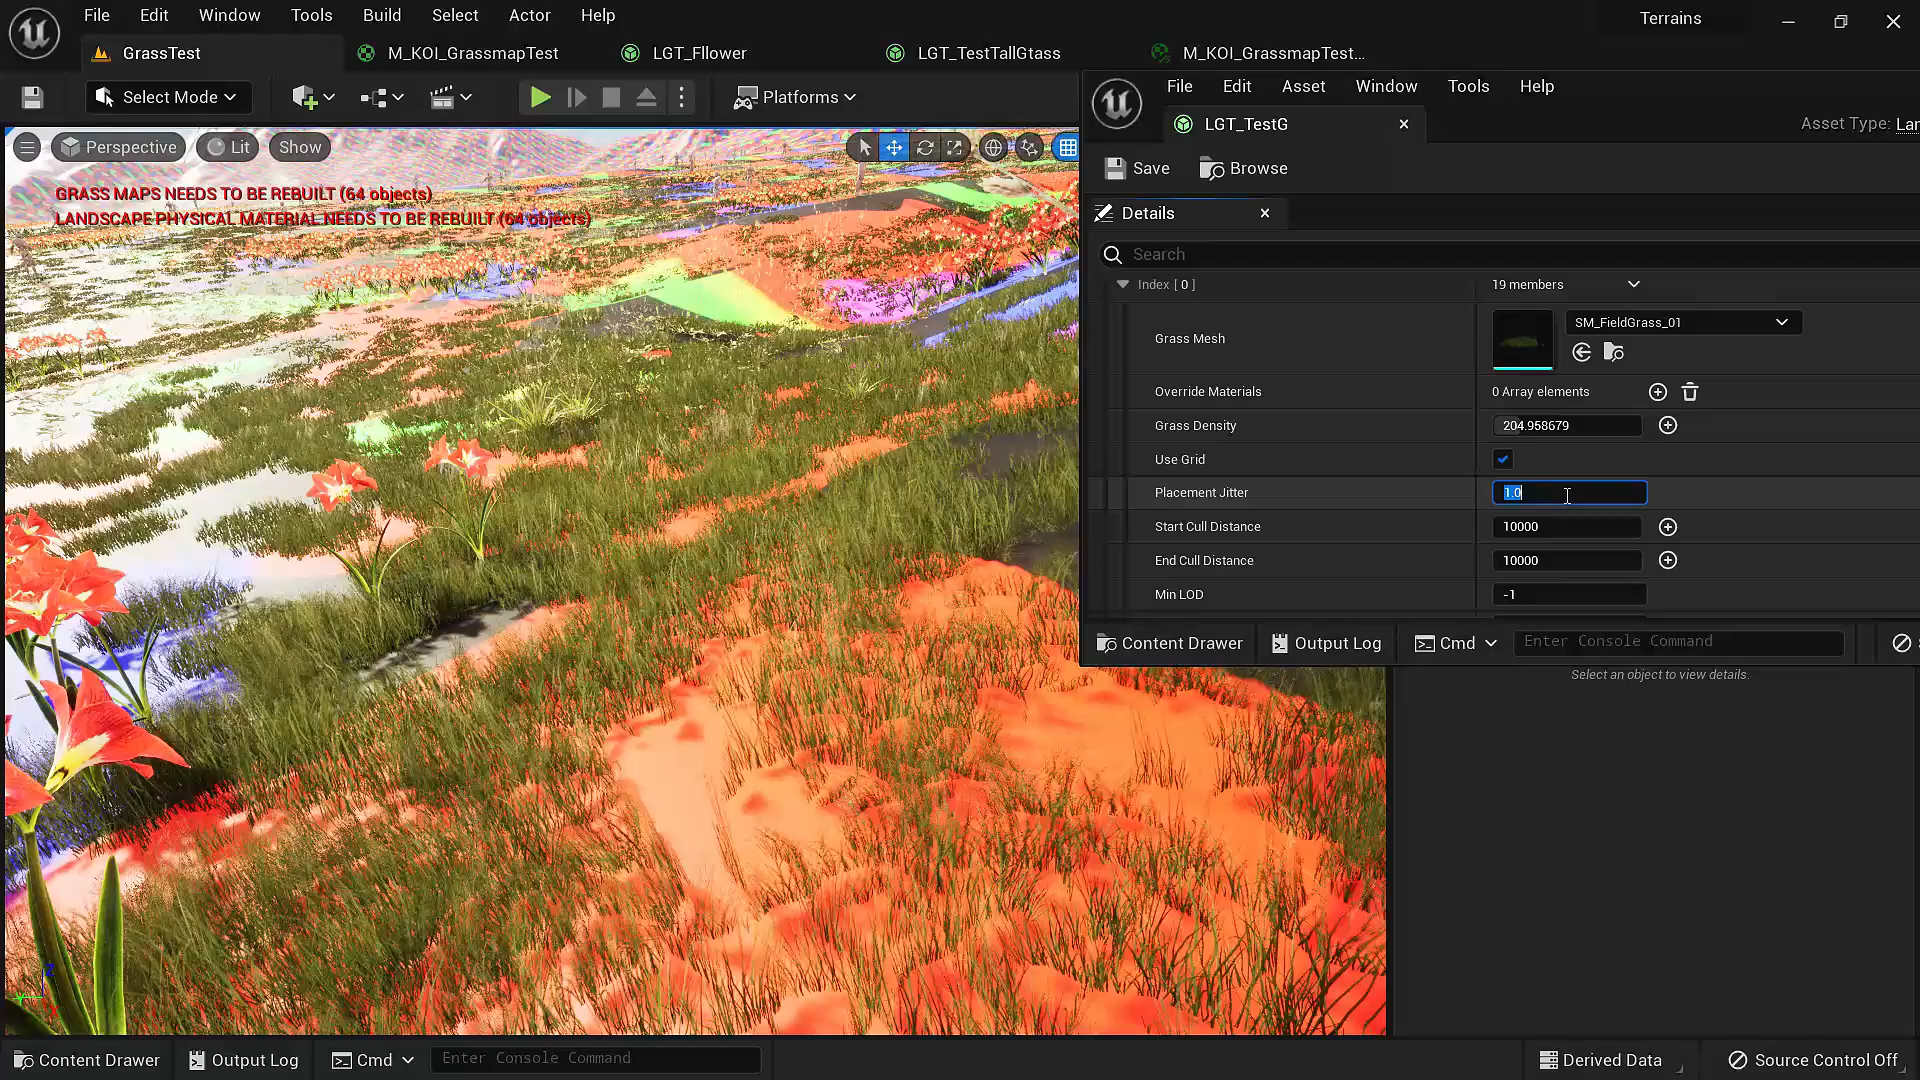 File Edit Window Tools Build Select Actor Help
Terrains
GrassTest
M_KOI_GrassmapTest
LGT_Fllower
LGT_TestTallGtass
M_KOI_GrassmapTest...
Select Mode
Platforms
File Edit Asset Window Tools Help
LGT_TestG
Asset Type: Lan
Perspective
Lit
Show
Save
Browse
GRASS MAPS NEEDS TO BE REBUILT (64 objects)
LANDSCAPE PHYSICAL MATERIAL NEEDS TO BE REBUILT (64 objects)
Details
Search
Index [ 0 ]
19 members
Grass Mesh
SM_FieldGrass_01
Override Materials
0 Array elements
Grass Density
204.958679
Use Grid
Placement Jitter
1.0
Start Cull Distance
10000
End Cull Distance
10000
Min LOD
-1
Content Drawer
Output Log
Cmd
Enter Console Command
Select an object to view details.
Z
Content Drawer
Output Log
Cmd
Enter Console Command
Derived Data
Source Control Off